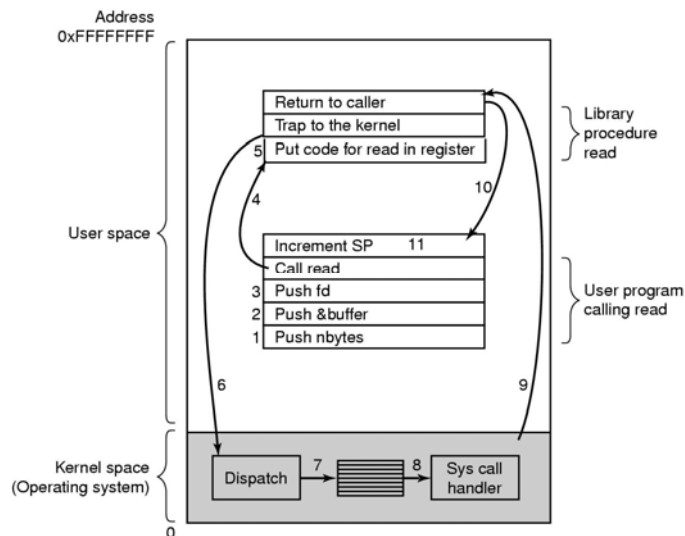 Address
0xFFFFFFFF
Return to caller
Trap to the kernel
5 Put code for read in register
Library
procedure
read
4
10
User space
Increment SP 11
Call read
3 Push fd
2 Push &buffer
1 Push nbytes
User program
calling read
6
9
Kernel space
(Operating system)
Dispatch
7
8
Sys call
handler
0